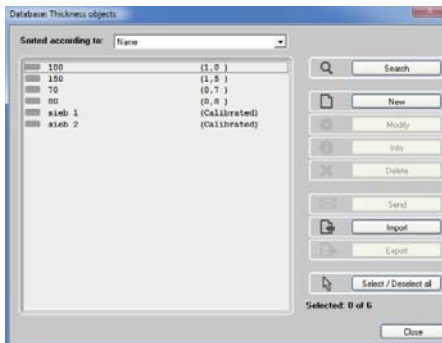 Database: Thickness objects
Sorted according to: Name
100 (1,0 )
150 (1,5 )
70 (0,7 )
80 (0,8 )
sieb 1 (Calibrated)
sieb 2 (Calibrated)
Search
New
Modify
Info
Delete
Send
Import
Export
Select / Deselect all
Selected: 0 of 6
Close